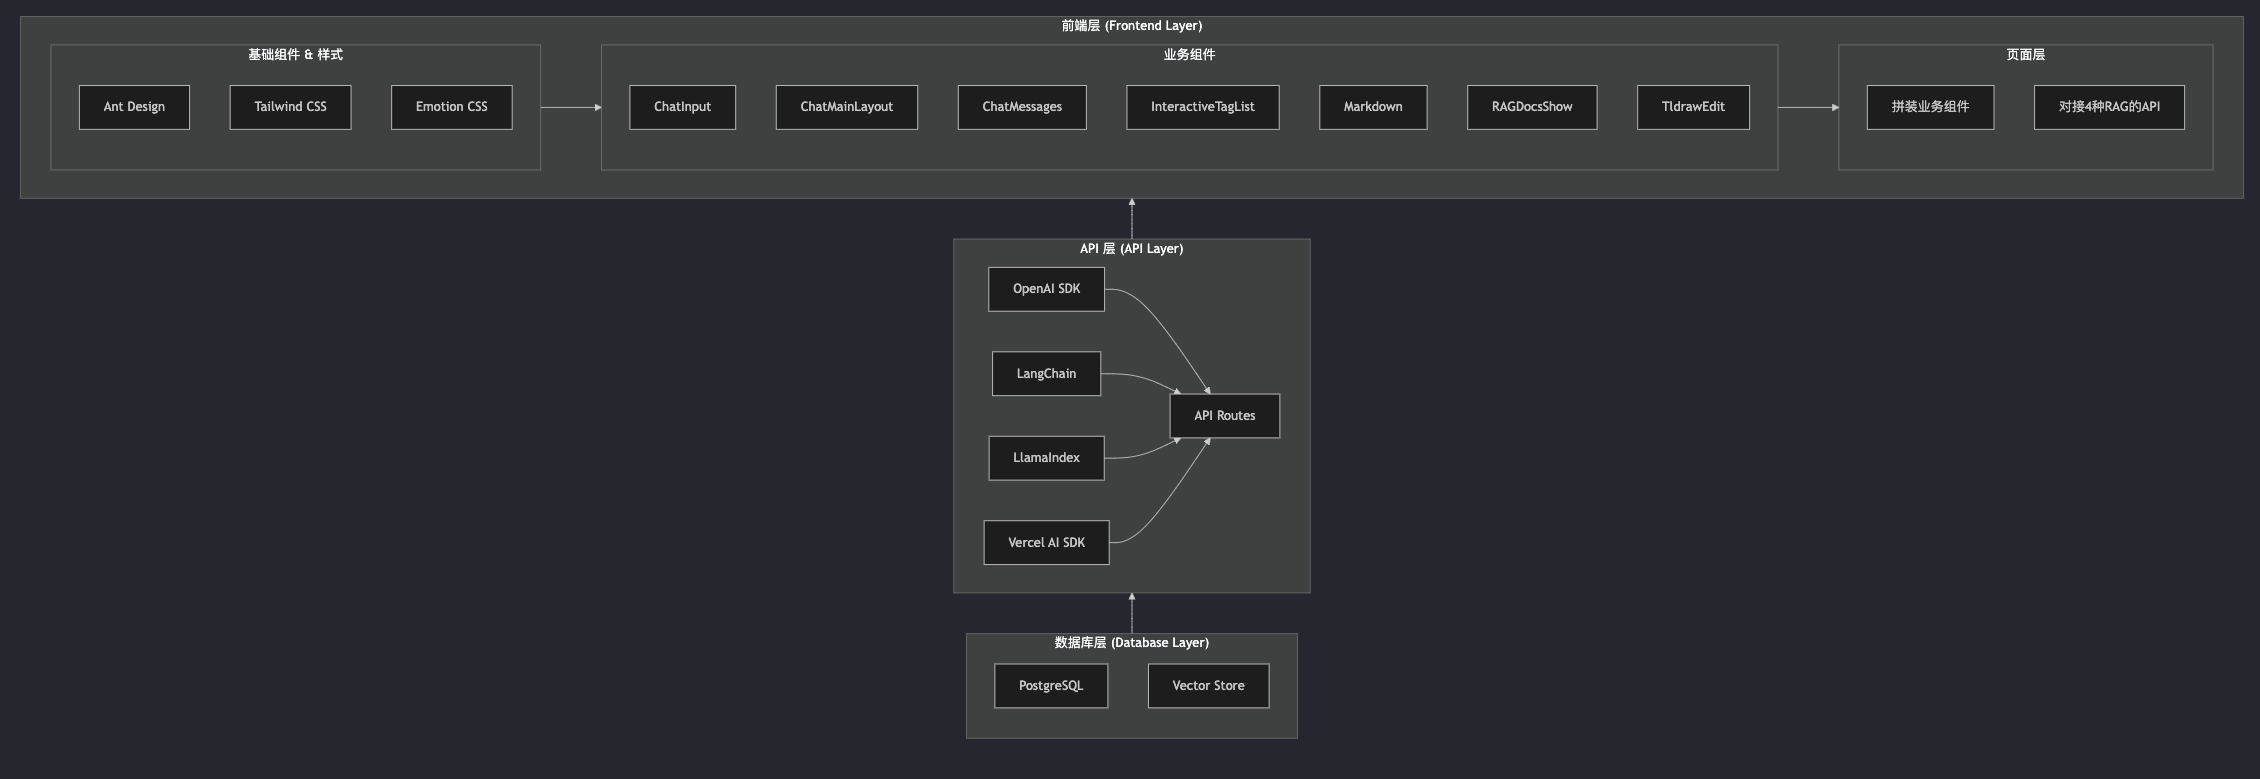 前端层 (Frontend Layer)
基础组件 & 样式
Ant Design
Tailwind CSS
Emotion CSS
业务组件
ChatInput
ChatMainLayout
ChatMessages
InteractiveTagList
Markdown
RAGDocsShow
TldrawEdit
页面层
拼装业务组件
对接4种RAG的API
API 层 (API Layer)
OpenAI SDK
LangChain
LlamaIndex
Vercel AI SDK
API Routes
数据库层 (Database Layer)
PostgreSQL
Vector Store